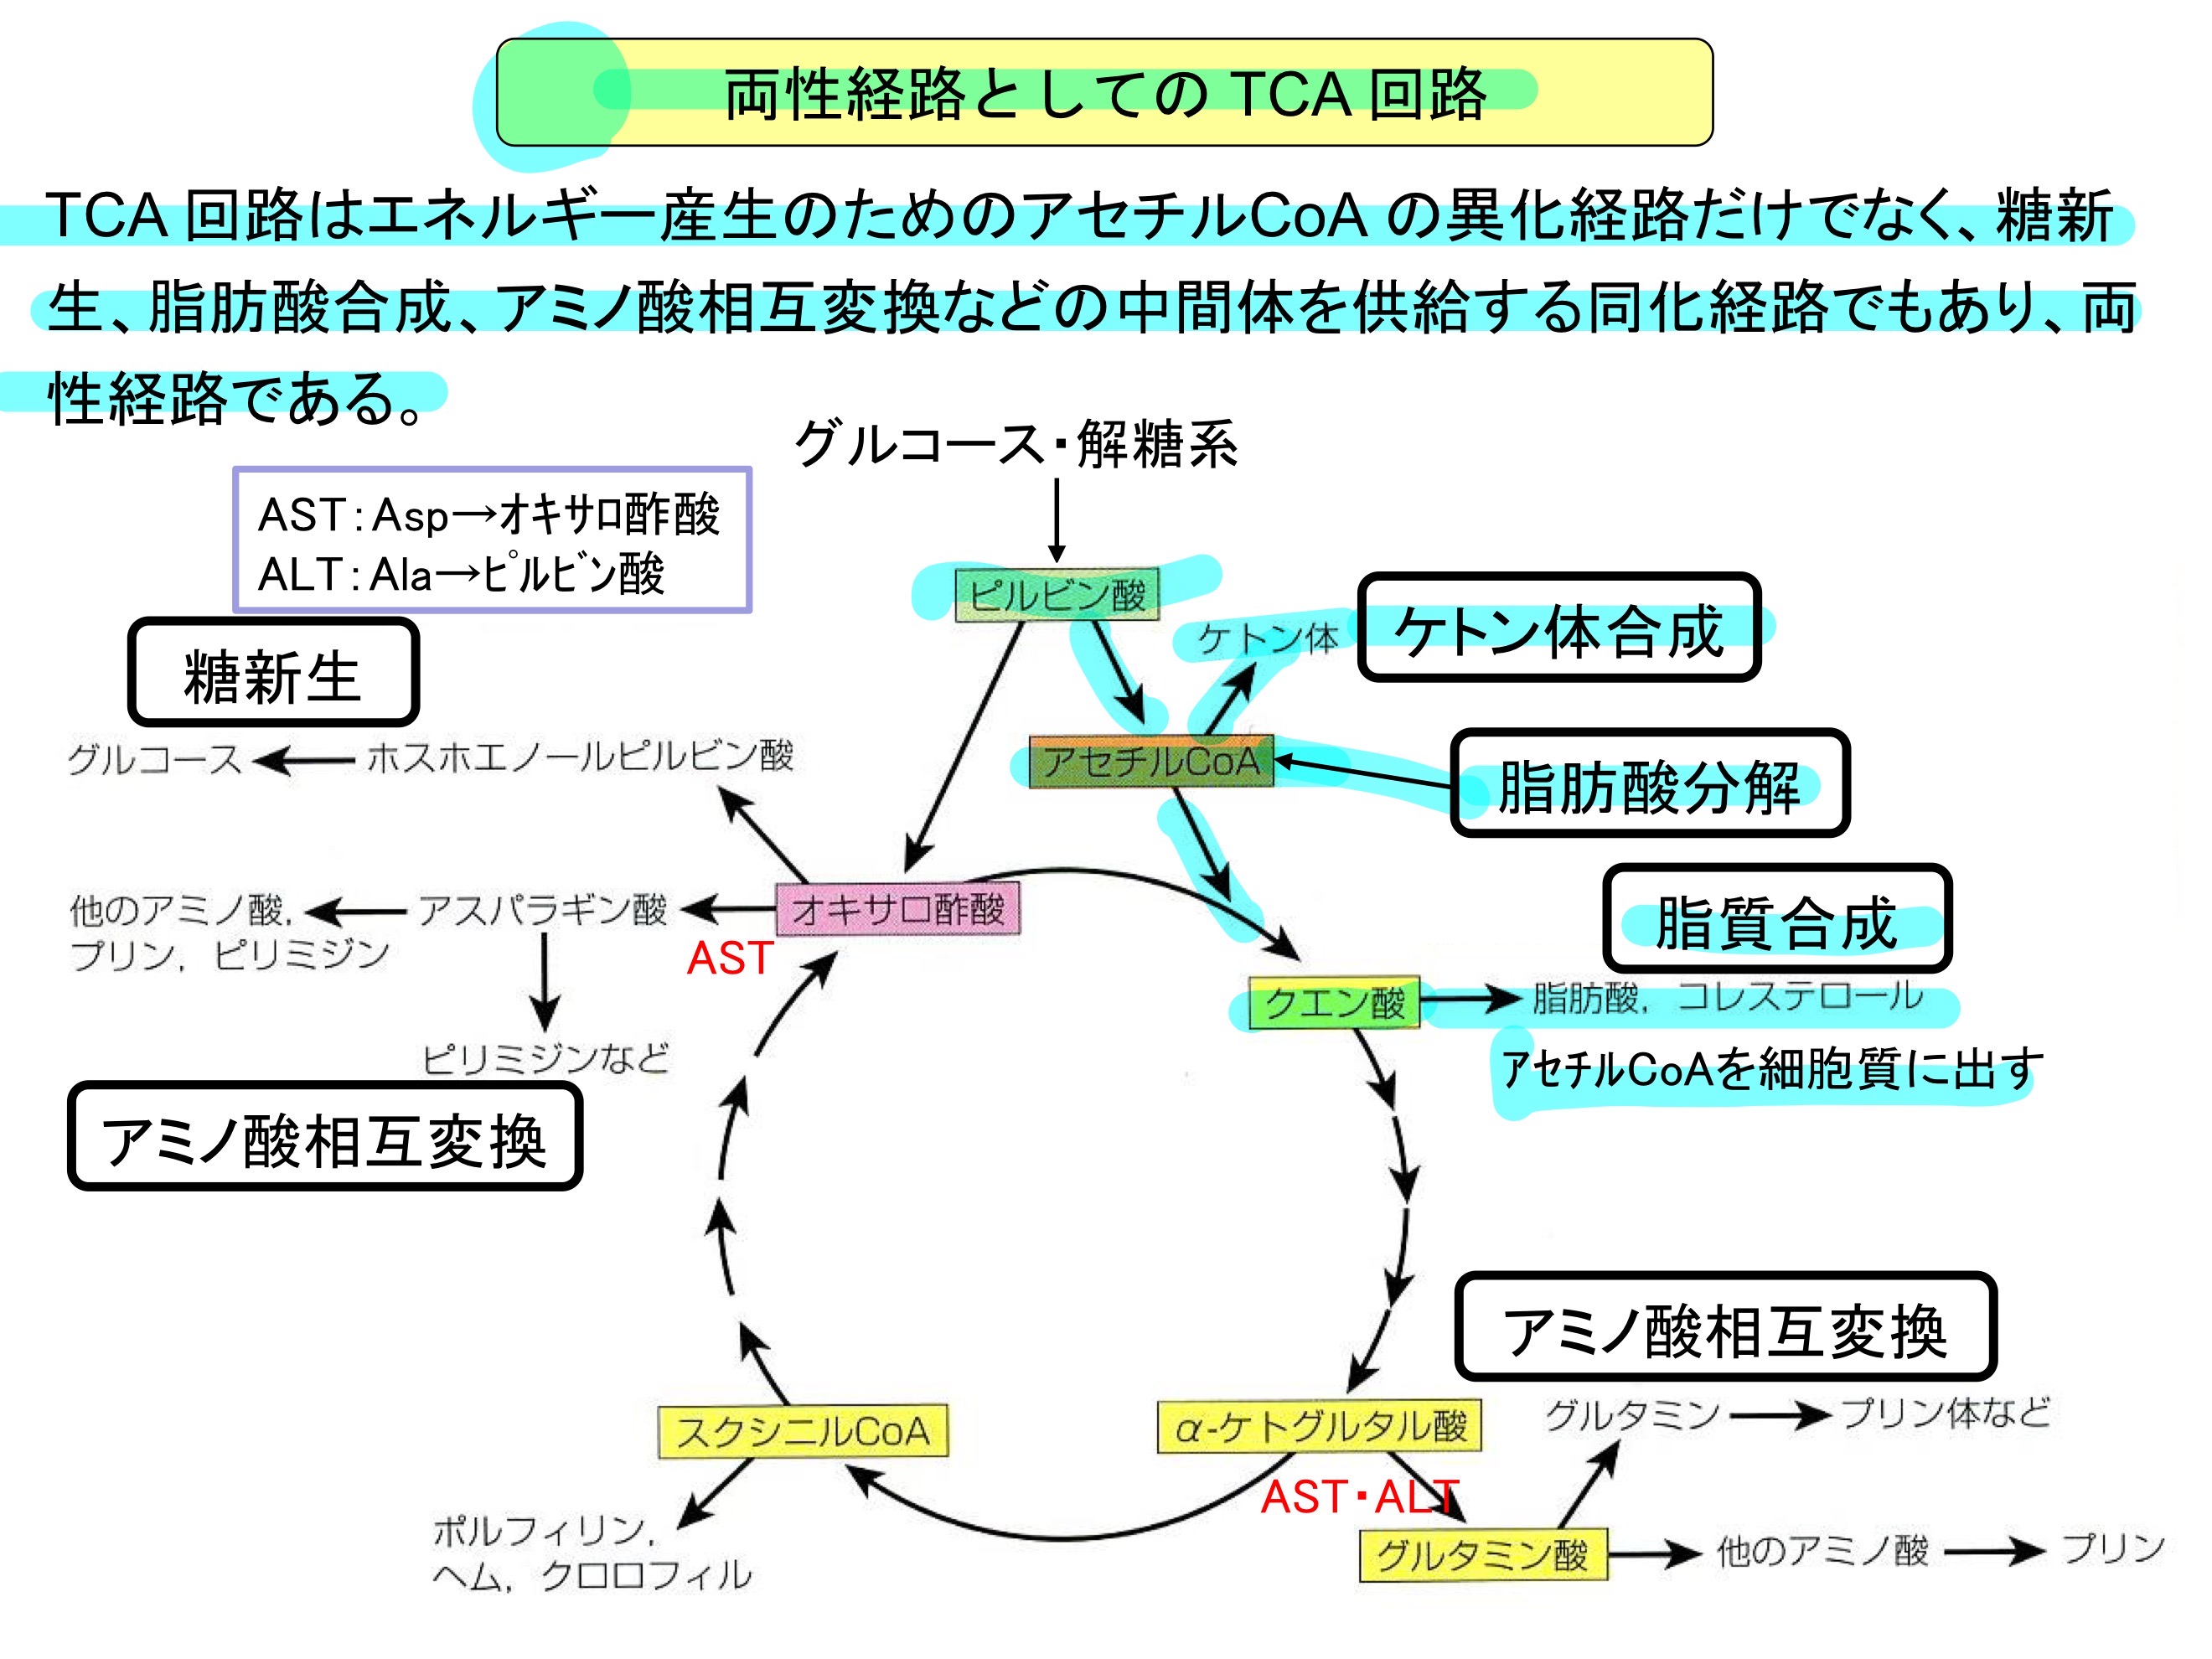 両性経路としての TCA 回路
TCA 回路はエネルギー産生のためのアセチルCoA の異化経路だけでなく、糖新
生、脂肪酸合成、アミノ酸相互変換などの中間体を供給する同化経路でもあり、両
性経路である。
グルコース・解糖系
AST：Asp→オキサロ酢酸
ALT：Ala→ピルビン酸
ピルビン酸
ケトン体
ケトン体合成
糖新生
グルコース
ホスホエノールピルビン酸
アセチルCoA
脂肪酸分解
他のアミノ酸,
プリン, ピリミジン
アスパラギン酸
オキサロ酢酸
AST
脂質合成
クエン酸
脂肪酸, コレステロール
アセチルCoAを細胞質に出す
ピリミジンなど
アミノ酸相互変換
アミノ酸相互変換
スクシニルCoA
α-ケトグルタル酸
グルタミン
プリン体など
AST・ALT
ポルフィリン,
ヘム, クロロフィル
グルタミン酸
他のアミノ酸
プリン